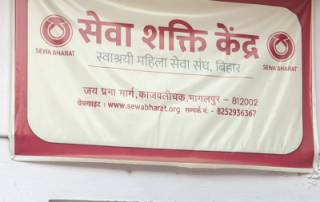 सेवा शक्ति केंद्र
SEWA BHARAT
SEWA BHARAT
स्वाश्रयी महिला सेवा संघ, बिहार
जय प्रभा मार्ग,काजवलीचक,भागलपुर – 812002
वेबसाइट : www.sewabharat.org सम्पर्क नं. - 8252936367